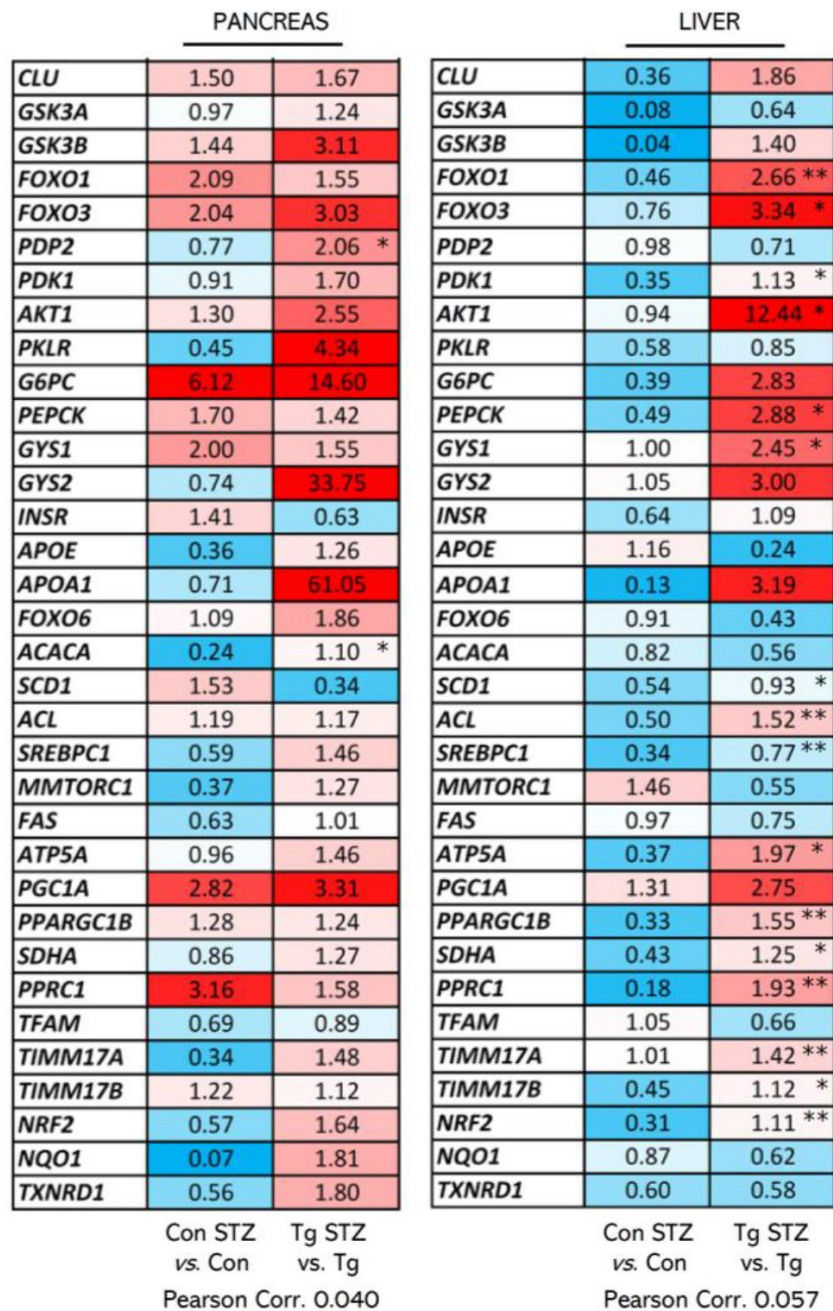 PANCREAS LIVER
CLU 1.50 1.67 CLU 0.36 1.86
GSK3A 0.97 1.24 GSK3A 0.08 0.64
GSK3B 1.44 3.11 GSK3B 0.04 1.40
FOXO1 2.09 1.55 FOXO1 0.46 2.66 **
FOXO3 2.04 3.03 FOXO3 0.76 3.34 *
PDP2 0.77 2.06 * PDP2 0.98 0.71
PDK1 0.91 1.70 PDK1 0.35 1.13 *
AKT1 1.30 2.55 AKT1 0.94 12.44 *
PKLR 0.45 4.34 PKLR 0.58 0.85
G6PC 6.12 14.60 G6PC 0.39 2.83
PEPCK 1.70 1.42 PEPCK 0.49 2.88 *
GYS1 2.00 1.55 GYS1 1.00 2.45 *
GYS2 0.74 33.75 GYS2 1.05 3.00
INSR 1.41 0.63 INSR 0.64 1.09
APOE 0.36 1.26 APOE 1.16 0.24
APOA1 0.71 61.05 APOA1 0.13 3.19
FOXO6 1.09 1.86 FOXO6 0.91 0.43
ACACA 0.24 1.10 * ACACA 0.82 0.56
SCD1 1.53 0.34 SCD1 0.54 0.93 *
ACL 1.19 1.17 ACL 0.50 1.52 **
SREBPC1 0.59 1.46 SREBPC1 0.34 0.77 **
MMTORC1 0.37 1.27 MMTORC1 1.46 0.55
FAS 0.63 1.01 FAS 0.97 0.75
ATP5A 0.96 1.46 ATP5A 0.37 1.97 *
PGC1A 2.82 3.31 PGC1A 1.31 2.75
PPARGC1B 1.28 1.24 PPARGC1B 0.33 1.55 **
SDHA 0.86 1.27 SDHA 0.43 1.25 *
PPRC1 3.16 1.58 PPRC1 0.18 1.93 **
TFAM 0.69 0.89 TFAM 1.05 0.66
TIMM17A 0.34 1.48 TIMM17A 1.01 1.42 **
TIMM17B 1.22 1.12 TIMM17B 0.45 1.12 *
NRF2 0.57 1.64 NRF2 0.31 1.11 **
NQO1 0.07 1.81 NQO1 0.87 0.62
TXNRD1 0.56 1.80 TXNRD1 0.60 0.58
Con STZ Tg STZ Con STZ Tg STZ
vs. Con vs. Tg vs. Con vs. Tg
Pearson Corr. 0.040 Pearson Corr. 0.057